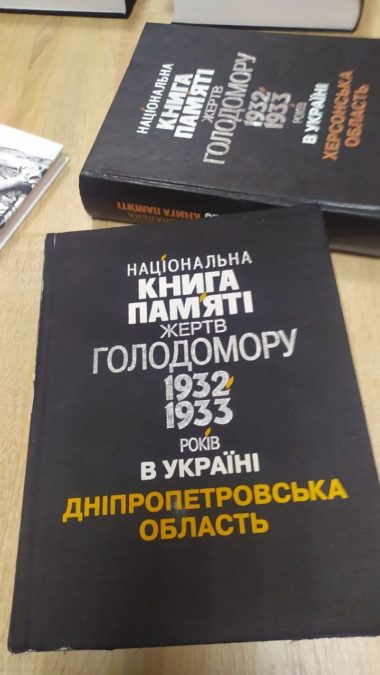 НАЦІОНАЛЬНА
КНИГА
ПАМ'ЯТІ
ЖЕРТВ
ГОЛОДОМОРУ
1932-
1933
РОКІВ
В УКРАЇНІ
ХЕРСОНСЬКА
ОБЛАСТЬ
НАЦІОНАЛЬНА
КНИГА
ПАМ'ЯТІ
ЖЕРТВ
ГОЛОДОМОРУ
1932-
1933
РОКІВ
В УКРАЇНІ
ДНІПРОПЕТРОВСЬКА
ОБЛАСТЬ